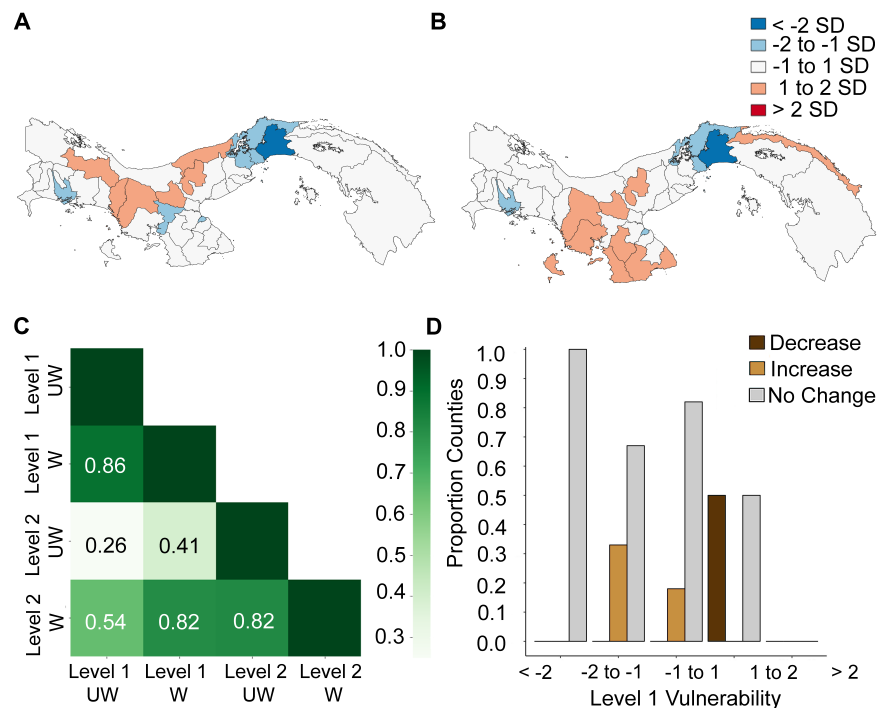 A
B
< -2 SD
-2 to -1 SD
-1 to 1 SD
1 to 2 SD
> 2 SD
C
Level 1
UW
Level 1
W
Level 2
UW
Level 2
W
0.86
0.26
0.41
0.54
0.82
0.82
Level 1
UW
Level 1
W
Level 2
UW
Level 2
W
1.0
0.9
0.8
0.7
0.6
0.5
0.4
0.3
D
Decrease
Increase
No Change
Proportion Counties
1.0
0.9
0.8
0.7
0.6
0.5
0.4
0.3
0.2
0.1
0.0
< -2
-2 to -1
-1 to 1
1 to 2
> 2
Level 1 Vulnerability